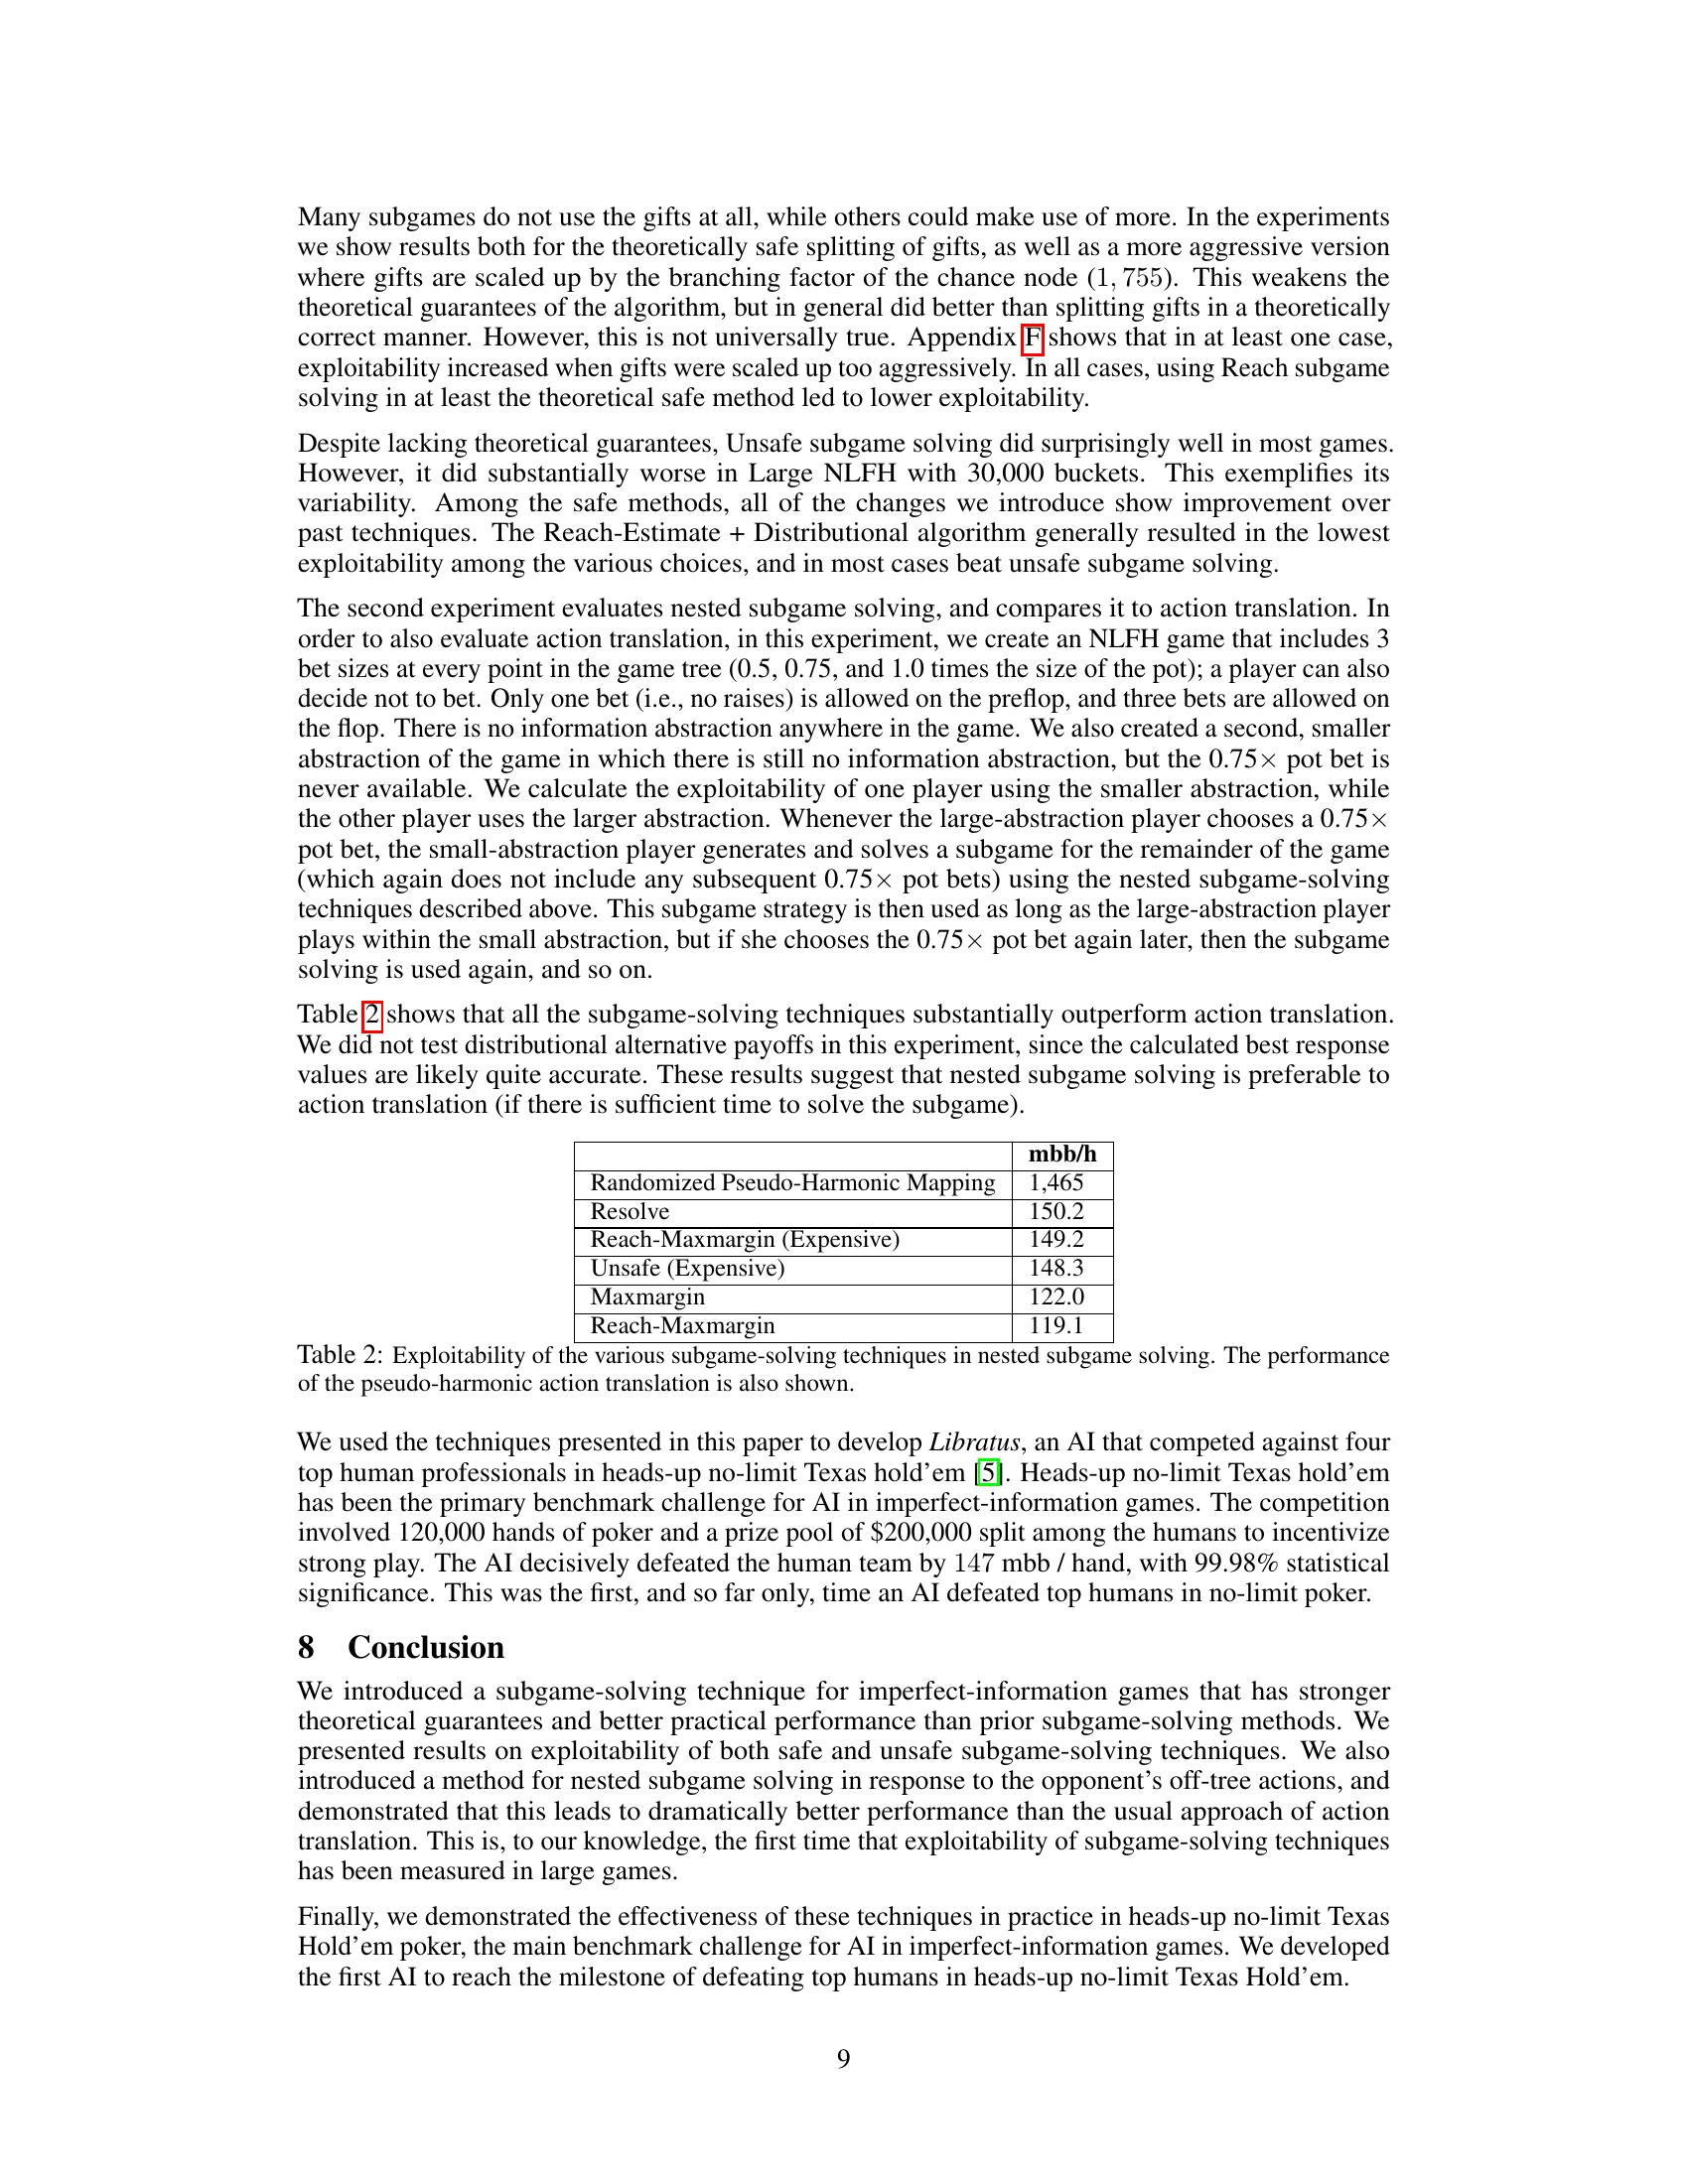 Many subgames do not use the gifts at all, while others could make use of more. In the experiments
we show results both for the theoretically safe splitting of gifts, as well as a more aggressive version
where gifts are scaled up by the branching factor of the chance node (1, 755). This weakens the
theoretical guarantees of the algorithm, but in general did better than splitting gifts in a theoretically
correct manner. However, this is not universally true. Appendix F shows that in at least one case,
exploitability increased when gifts were scaled up too aggressively. In all cases, using Reach subgame
solving in at least the theoretical safe method led to lower exploitability.
Despite lacking theoretical guarantees, Unsafe subgame solving did surprisingly well in most games.
However, it did substantially worse in Large NLFH with 30,000 buckets. This exemplifies its
variability. Among the safe methods, all of the changes we introduce show improvement over
past techniques. The Reach-Estimate + Distributional algorithm generally resulted in the lowest
exploitability among the various choices, and in most cases beat unsafe subgame solving.
The second experiment evaluates nested subgame solving, and compares it to action translation. In
order to also evaluate action translation, in this experiment, we create an NLFH game that includes 3
bet sizes at every point in the game tree (0.5, 0.75, and 1.0 times the size of the pot); a player can also
decide not to bet. Only one bet (i.e., no raises) is allowed on the preflop, and three bets are allowed on
the flop. There is no information abstraction anywhere in the game. We also created a second, smaller
abstraction of the game in which there is still no information abstraction, but the 0.75× pot bet is
never available. We calculate the exploitability of one player using the smaller abstraction, while
the other player uses the larger abstraction. Whenever the large-abstraction player chooses a 0.75×
pot bet, the small-abstraction player generates and solves a subgame for the remainder of the game
(which again does not include any subsequent 0.75× pot bets) using the nested subgame-solving
techniques described above. This subgame strategy is then used as long as the large-abstraction player
plays within the small abstraction, but if she chooses the 0.75× pot bet again later, then the subgame
solving is used again, and so on.
Table 2 shows that all the subgame-solving techniques substantially outperform action translation.
We did not test distributional alternative payoffs in this experiment, since the calculated best response
values are likely quite accurate. These results suggest that nested subgame solving is preferable to
action translation (if there is sufficient time to solve the subgame).
mbb/h
Randomized Pseudo-Harmonic Mapping 1,465
Resolve 150.2
Reach-Maxmargin (Expensive) 149.2
Unsafe (Expensive) 148.3
Maxmargin 122.0
Reach-Maxmargin 119.1
Table 2: Exploitability of the various subgame-solving techniques in nested subgame solving. The performance
of the pseudo-harmonic action translation is also shown.
We used the techniques presented in this paper to develop Libratus, an AI that competed against four
top human professionals in heads-up no-limit Texas hold'em [5]. Heads-up no-limit Texas hold'em
has been the primary benchmark challenge for AI in imperfect-information games. The competition
involved 120,000 hands of poker and a prize pool of $200,000 split among the humans to incentivize
strong play. The AI decisively defeated the human team by 147 mbb / hand, with 99.98% statistical
significance. This was the first, and so far only, time an AI defeated top humans in no-limit poker.
8 Conclusion
We introduced a subgame-solving technique for imperfect-information games that has stronger
theoretical guarantees and better practical performance than prior subgame-solving methods. We
presented results on exploitability of both safe and unsafe subgame-solving techniques. We also
introduced a method for nested subgame solving in response to the opponent's off-tree actions, and
demonstrated that this leads to dramatically better performance than the usual approach of action
translation. This is, to our knowledge, the first time that exploitability of subgame-solving techniques
has been measured in large games.
Finally, we demonstrated the effectiveness of these techniques in practice in heads-up no-limit Texas
Hold'em poker, the main benchmark challenge for AI in imperfect-information games. We developed
the first AI to reach the milestone of defeating top humans in heads-up no-limit Texas Hold'em.
9